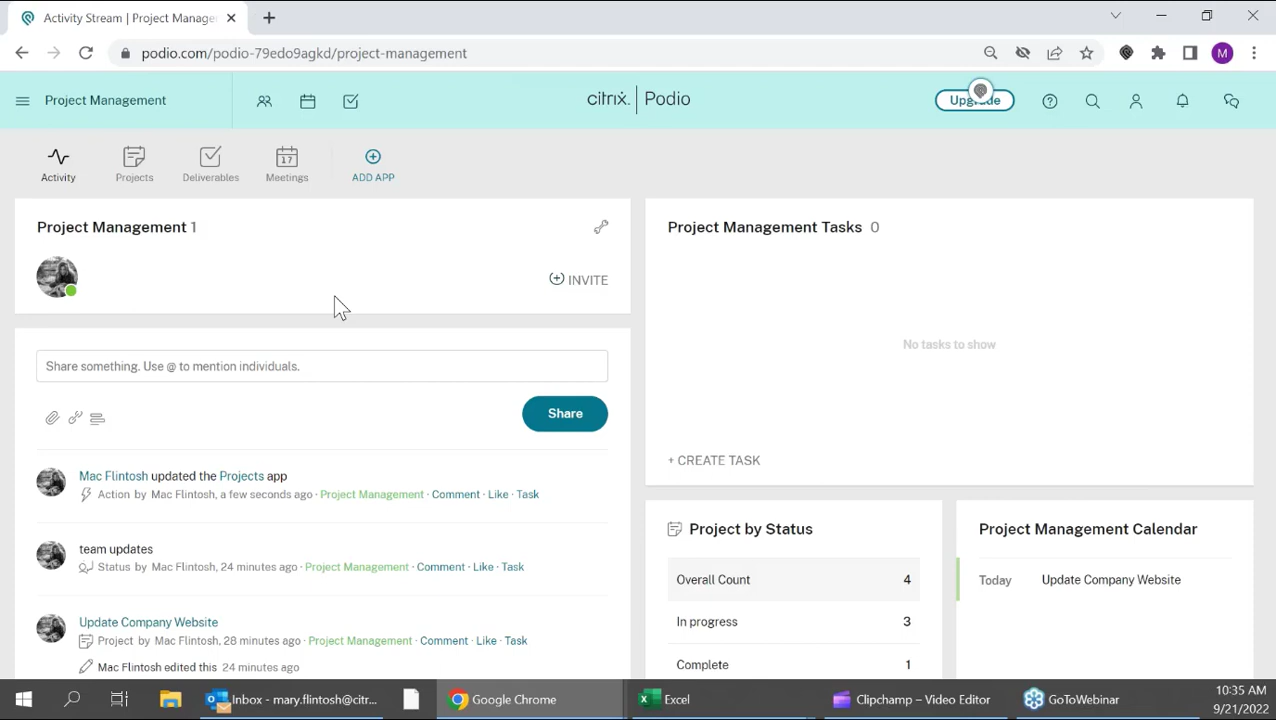 Activity Stream | Project Manage
podio.com/podio-79edo9agkd/project-management
M
Project Management
citrix. | Podio
Upgrade
Activity
Projects
Deliverables
17
Meetings
ADD APP
Project Management 1
INVITE
Share something. Use @ to mention individuals.
Share
Mac Flintosh updated the Projects app
Action by Mac Flintosh, a few seconds ago · Project Management · Comment · Like · Task
team updates
Status by Mac Flintosh, 24 minutes ago · Project Management · Comment · Like · Task
Update Company Website
Project by Mac Flintosh, 28 minutes ago · Project Management · Comment · Like · Task
Mac Flintosh edited this 24 minutes ago
Project Management Tasks 0
No tasks to show
+ CREATE TASK
Project by Status
Overall Count 4
In progress 3
Complete 1
Project Management Calendar
Today Update Company Website
Inbox - mary.flintosh@citr...
Google Chrome
Excel
Clipchamp – Video Editor
GoToWebinar
10:35 AM
9/21/2022